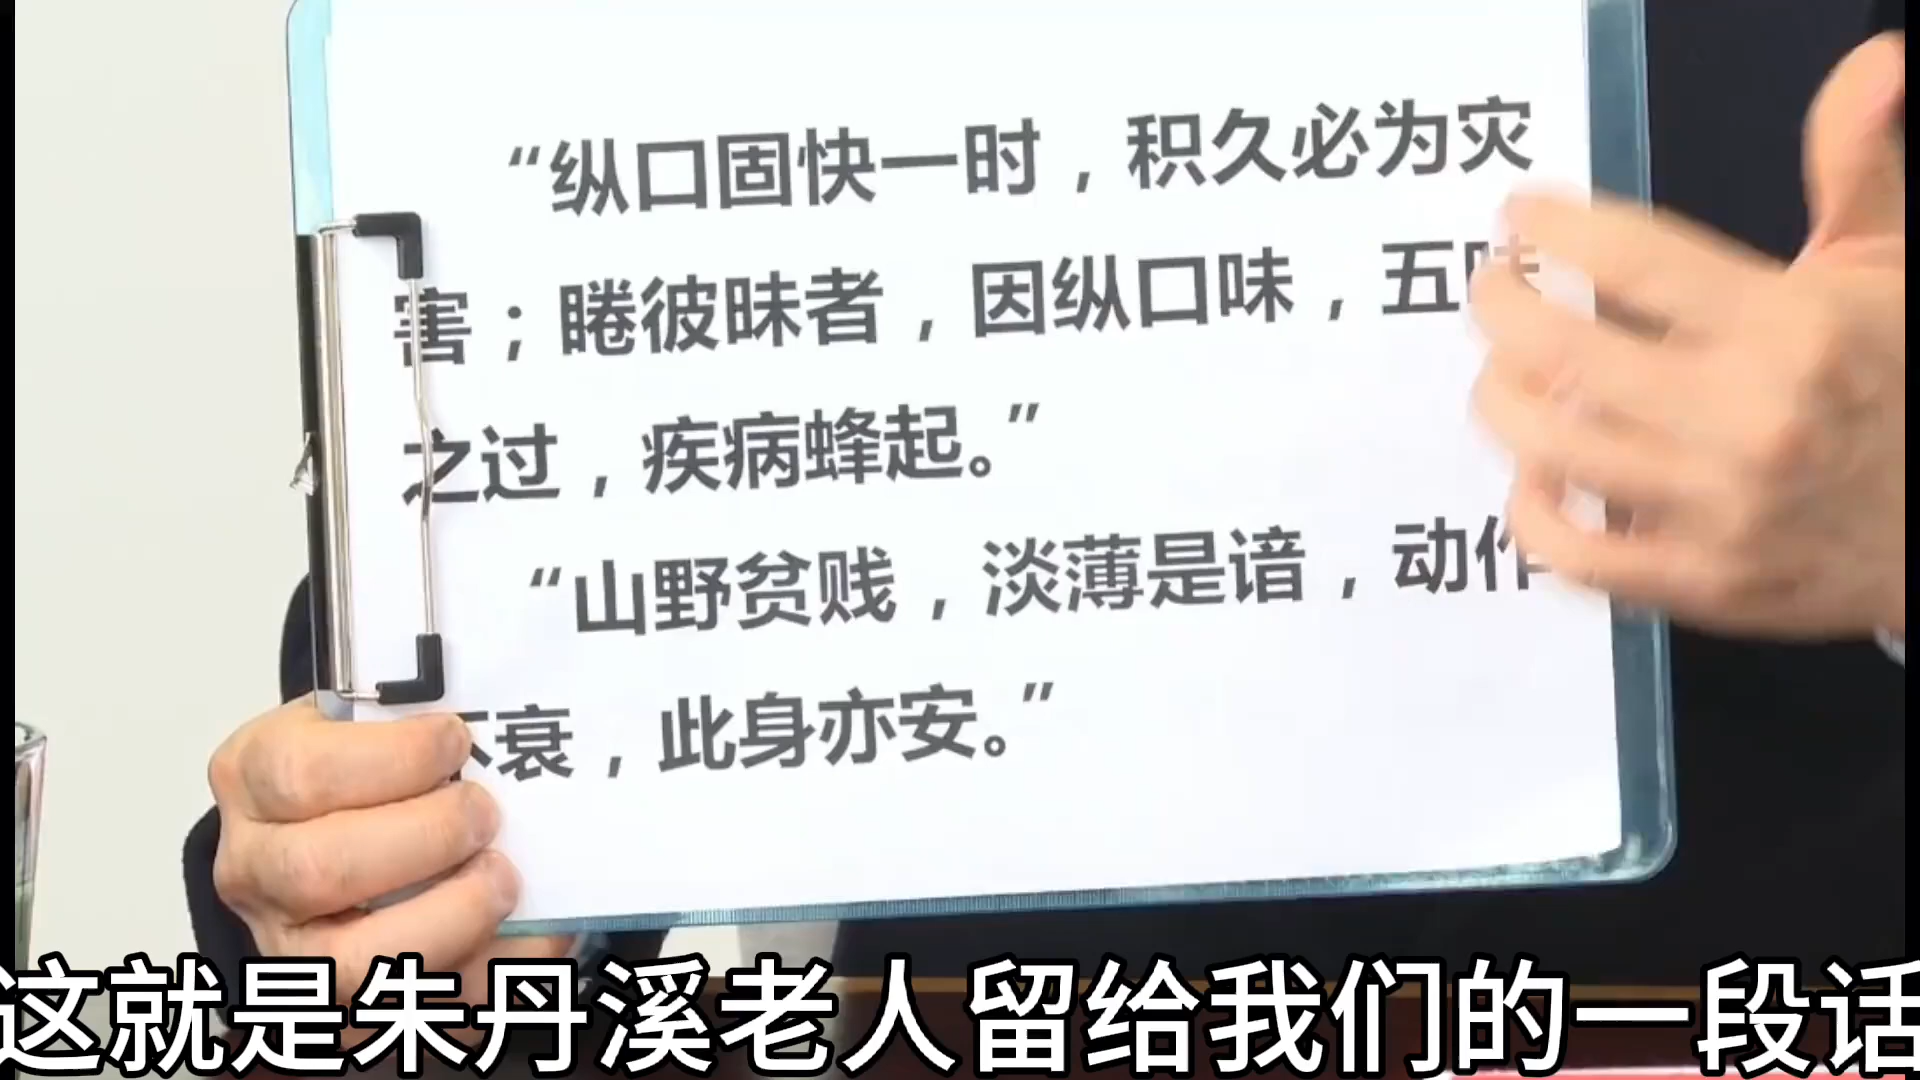 “纵口固快一时，积久必为灾
害；睠彼昧者，因纵口味，五味
之过，疾病蜂起。”
“山野贫贱，淡薄是谙，动作
不衰，此身亦安。”
这就是朱丹溪老人留给我们的一段话